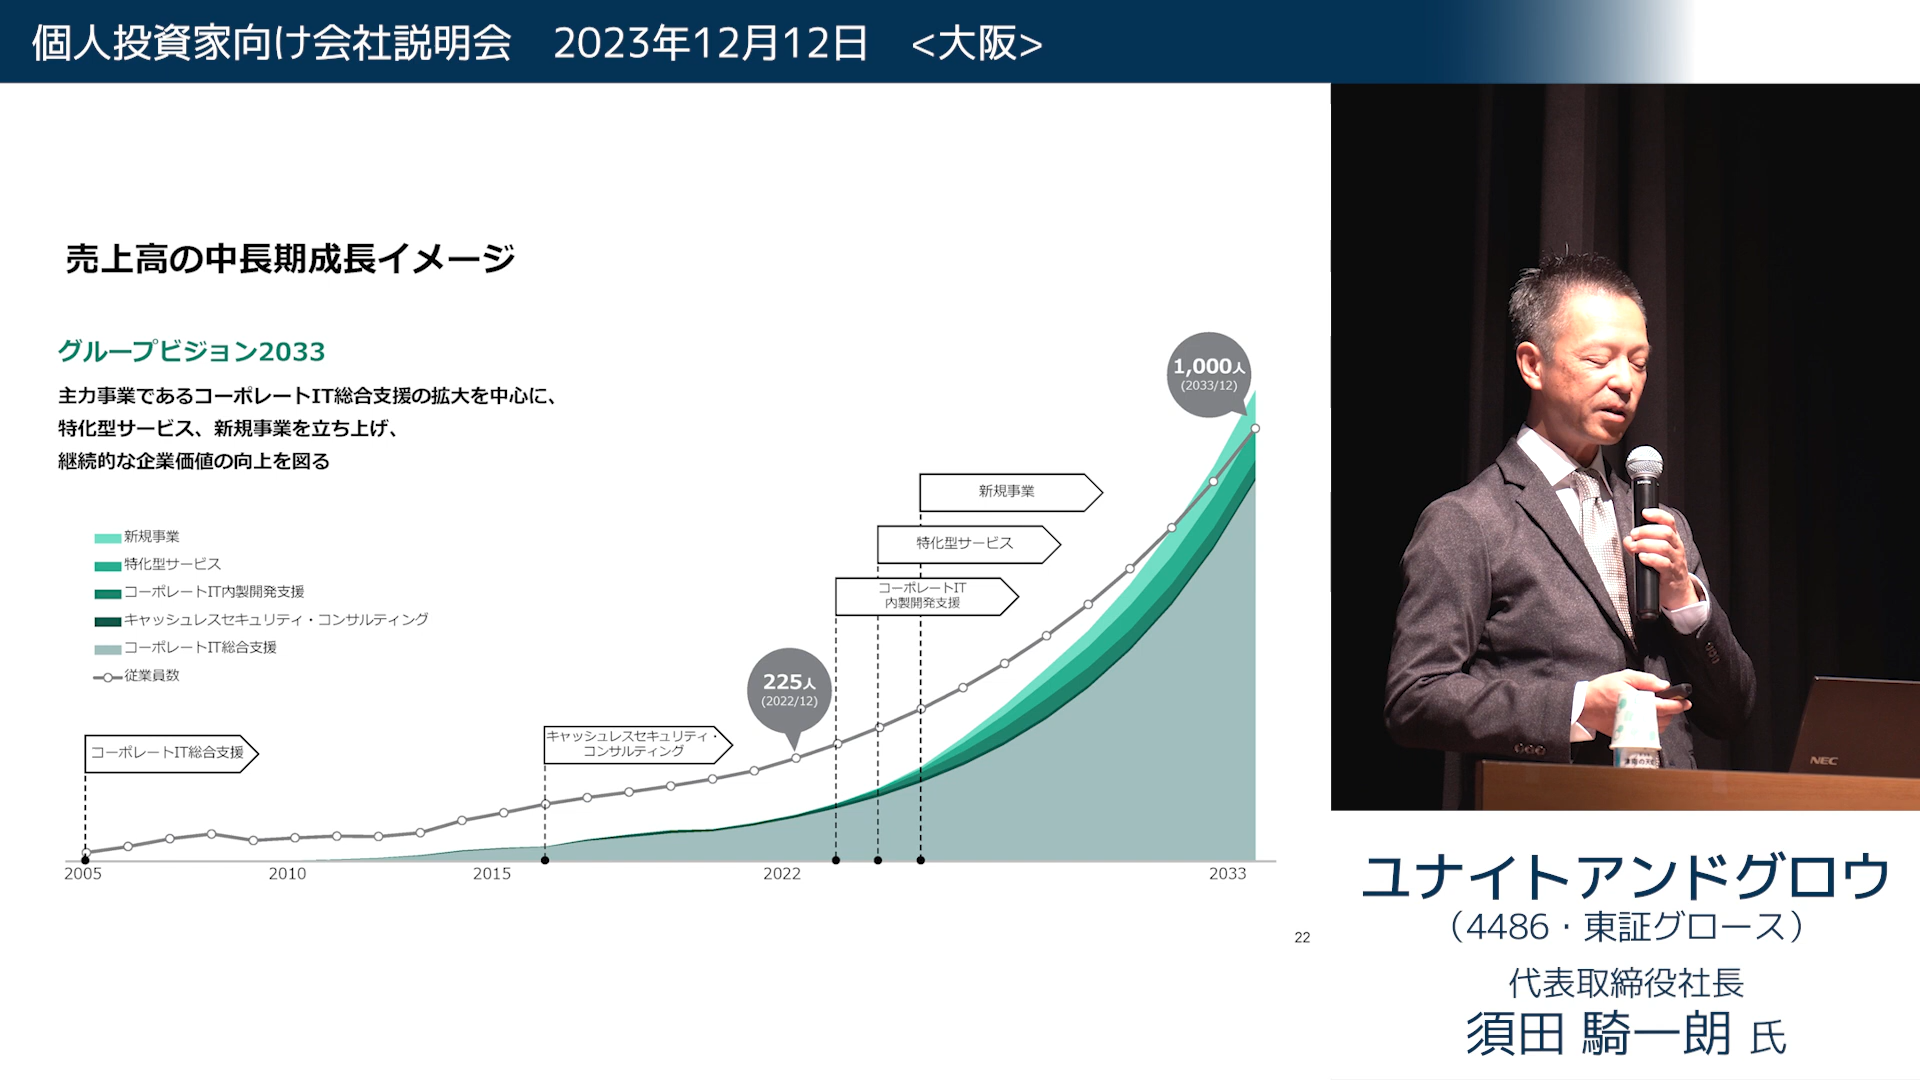 個人投資家向け会社説明会　2023年12月12日　<大阪>
売上高の中長期成長イメージ
グループビジョン2033
主力事業であるコーポレートIT総合支援の拡大を中心に、
特化型サービス、新規事業を立ち上げ、
継続的な企業価値の向上を図る
新規事業
特化型サービス
コーポレートIT内製開発支援
キャッシュレスセキュリティ・コンサルティング
コーポレートIT総合支援
従業員数
1,000人
(2033/12)
新規事業
特化型サービス
コーポレートIT
内製開発支援
225人
(2022/12)
キャッシュレスセキュリティ・
コンサルティング
コーポレートIT総合支援
2005
2010
2015
2022
2033
22
NEC
ユナイトアンドグロウ
（4486・東証グロース）
代表取締役社長
須田 騎一朗 氏